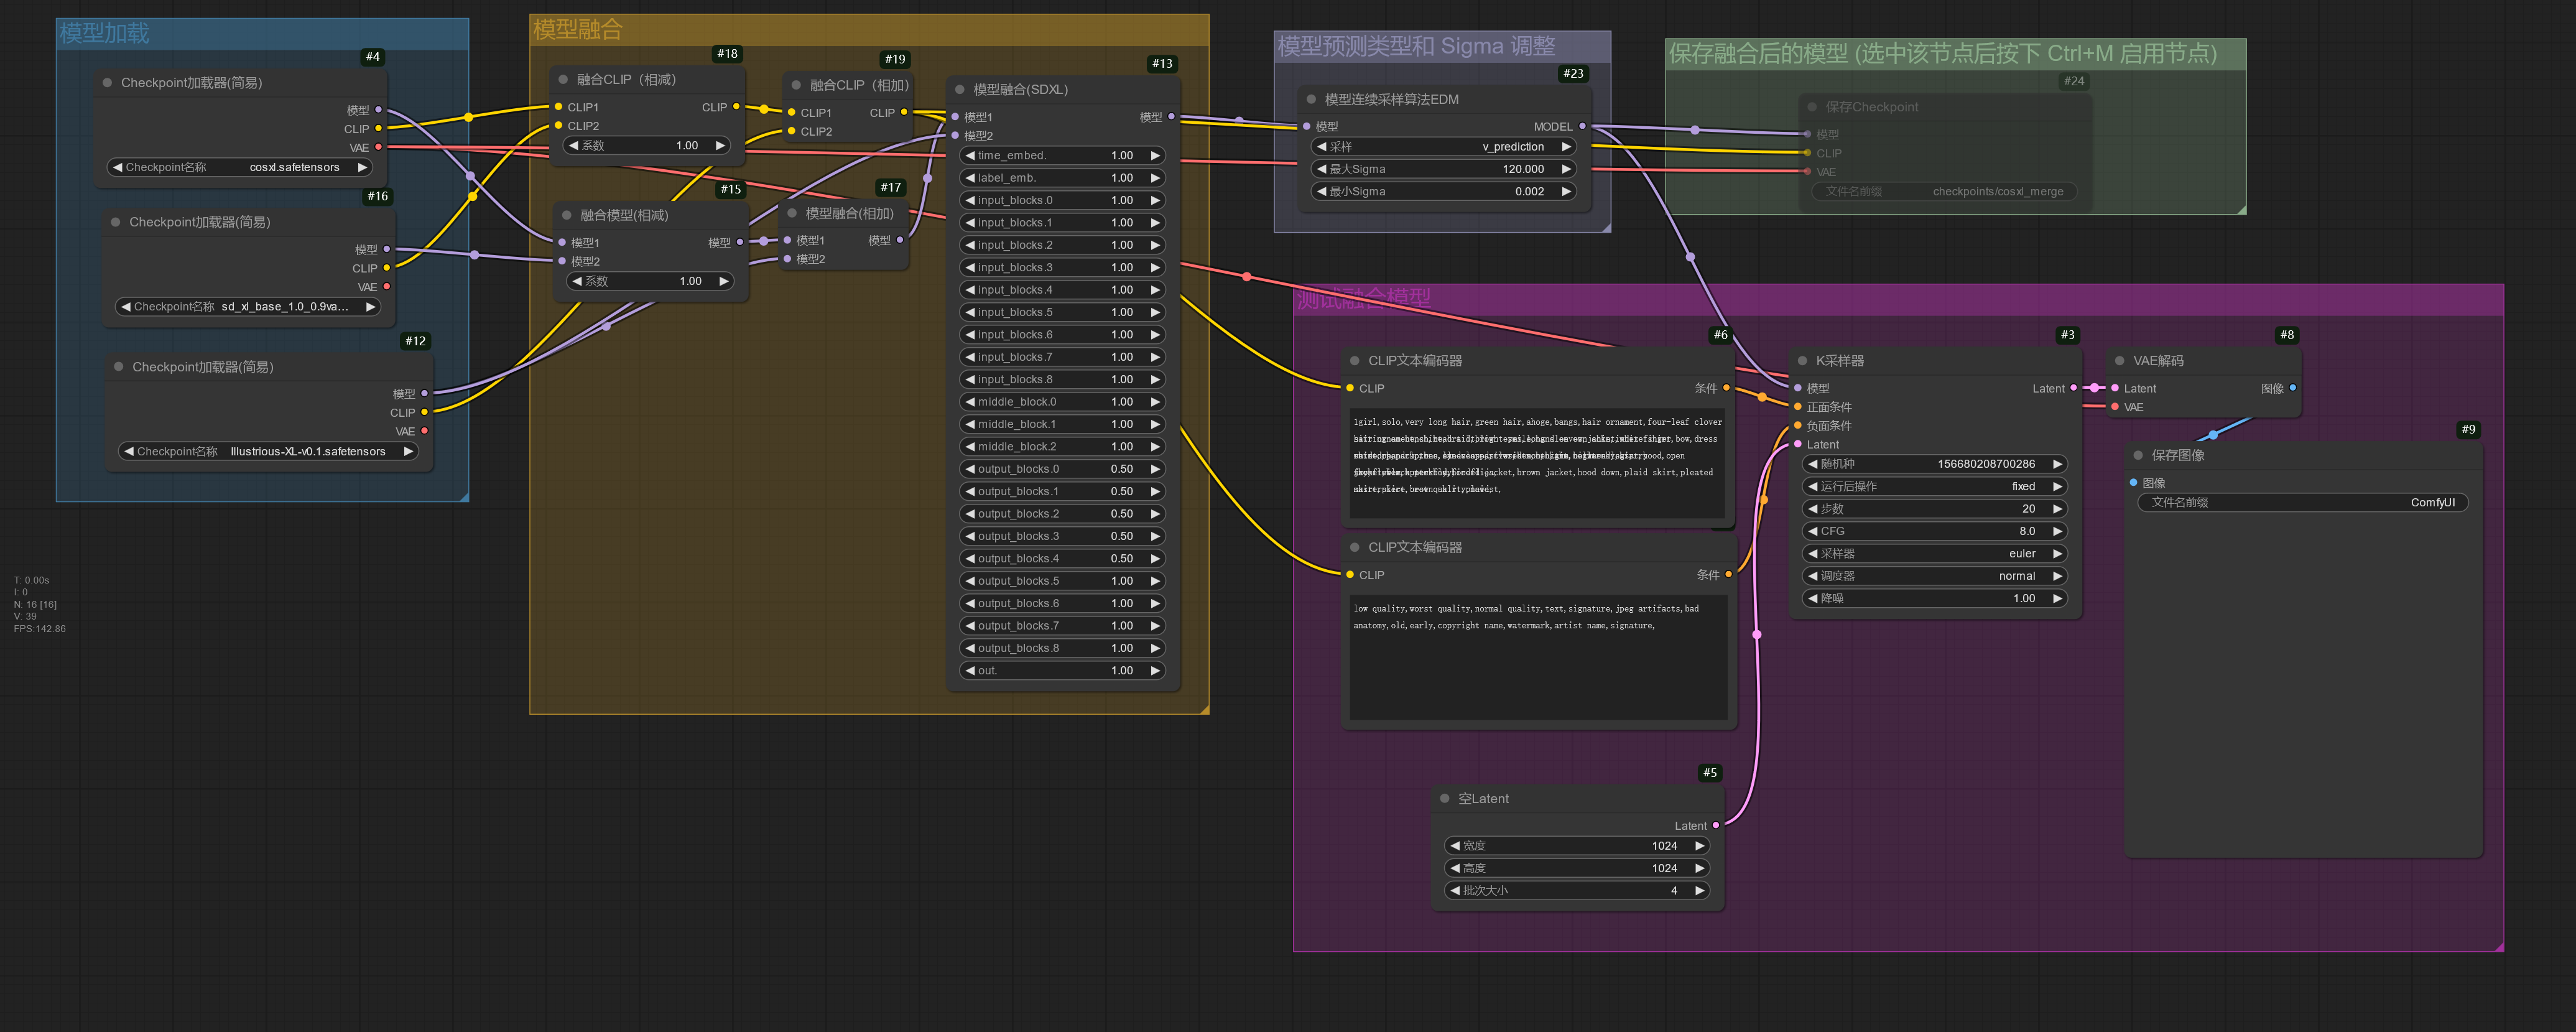 模型加载
#4
Checkpoint加载器(简易)
模型
CLIP
VAE
Checkpoint名称 cosxl.safetensors
#16
Checkpoint加载器(简易)
模型
CLIP
VAE
Checkpoint名称 sd_xl_base_1.0_0.9va...
#12
Checkpoint加载器(简易)
模型
CLIP
VAE
Checkpoint名称 Illustrious-XL-v0.1.safetensors
T: 0.00s
I: 0
N: 16 [16]
V: 39
FPS:142.86
模型融合
#18
融合CLIP（相减）
CLIP1 CLIP
CLIP2
系数 1.00
#19
融合CLIP（相加）
CLIP1 CLIP
CLIP2
#15
融合模型(相减)
模型1 模型
模型2
系数 1.00
#17
模型融合(相加)
模型1 模型
模型2
#13
模型融合(SDXL)
模型1 模型
模型2
time_embed. 1.00
label_emb. 1.00
input_blocks.0 1.00
input_blocks.1 1.00
input_blocks.2 1.00
input_blocks.3 1.00
input_blocks.4 1.00
input_blocks.5 1.00
input_blocks.6 1.00
input_blocks.7 1.00
input_blocks.8 1.00
middle_block.0 1.00
middle_block.1 1.00
middle_block.2 1.00
output_blocks.0 0.50
output_blocks.1 0.50
output_blocks.2 0.50
output_blocks.3 0.50
output_blocks.4 0.50
output_blocks.5 1.00
output_blocks.6 1.00
output_blocks.7 1.00
output_blocks.8 1.00
out. 1.00
模型预测类型和 Sigma 调整
#23
模型连续采样算法EDM
模型 MODEL
采样 v_prediction
最大Sigma 120.000
最小Sigma 0.002
保存融合后的模型 (选中该节点后按下 Ctrl+M 启用节点)
#24
保存Checkpoint
模型
CLIP
VAE
文件名前缀 checkpoints/cosxl_merge
测试融合模型
#6
CLIP文本编码器
CLIP 条件
1girl,solo,very long hair,green hair,ahoge,bangs,hair ornament,four-leaf clover
bow,dress
hood,open
jacket,brown jacket,hood down,plaid skirt,pleated
CLIP文本编码器
CLIP 条件
low quality,worst quality,normal quality,text,signature,jpeg artifacts,bad
anatomy,old,early,copyright name,watermark,artist name,signature,
#5
空Latent
Latent
宽度 1024
高度 1024
批次大小 4
#3
K采样器
模型 Latent
正面条件
负面条件
Latent
随机种 156680208700286
运行后操作 fixed
步数 20
CFG 8.0
采样器 euler
调度器 normal
降噪 1.00
#8
VAE解码
Latent 图像
VAE
#9
保存图像
图像
文件名前缀 ComfyUI